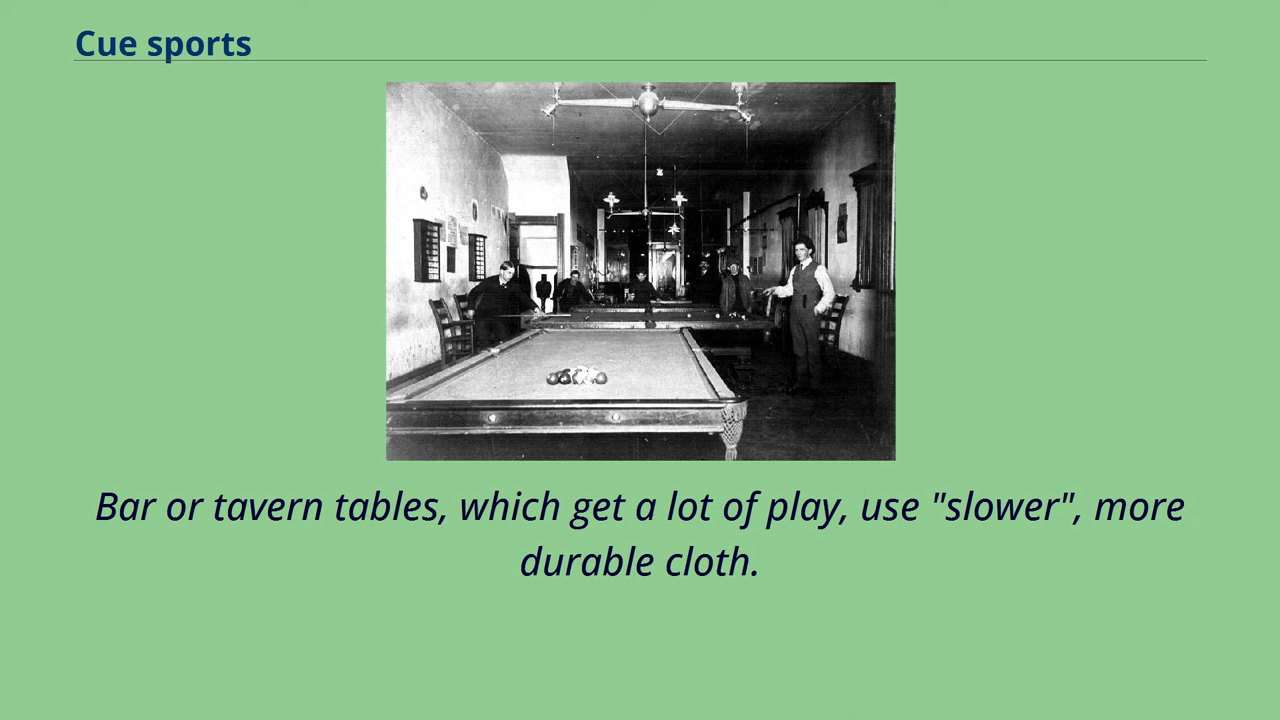 Cue sports
Bar or tavern tables, which get a lot of play, use "slower", more
durable cloth.